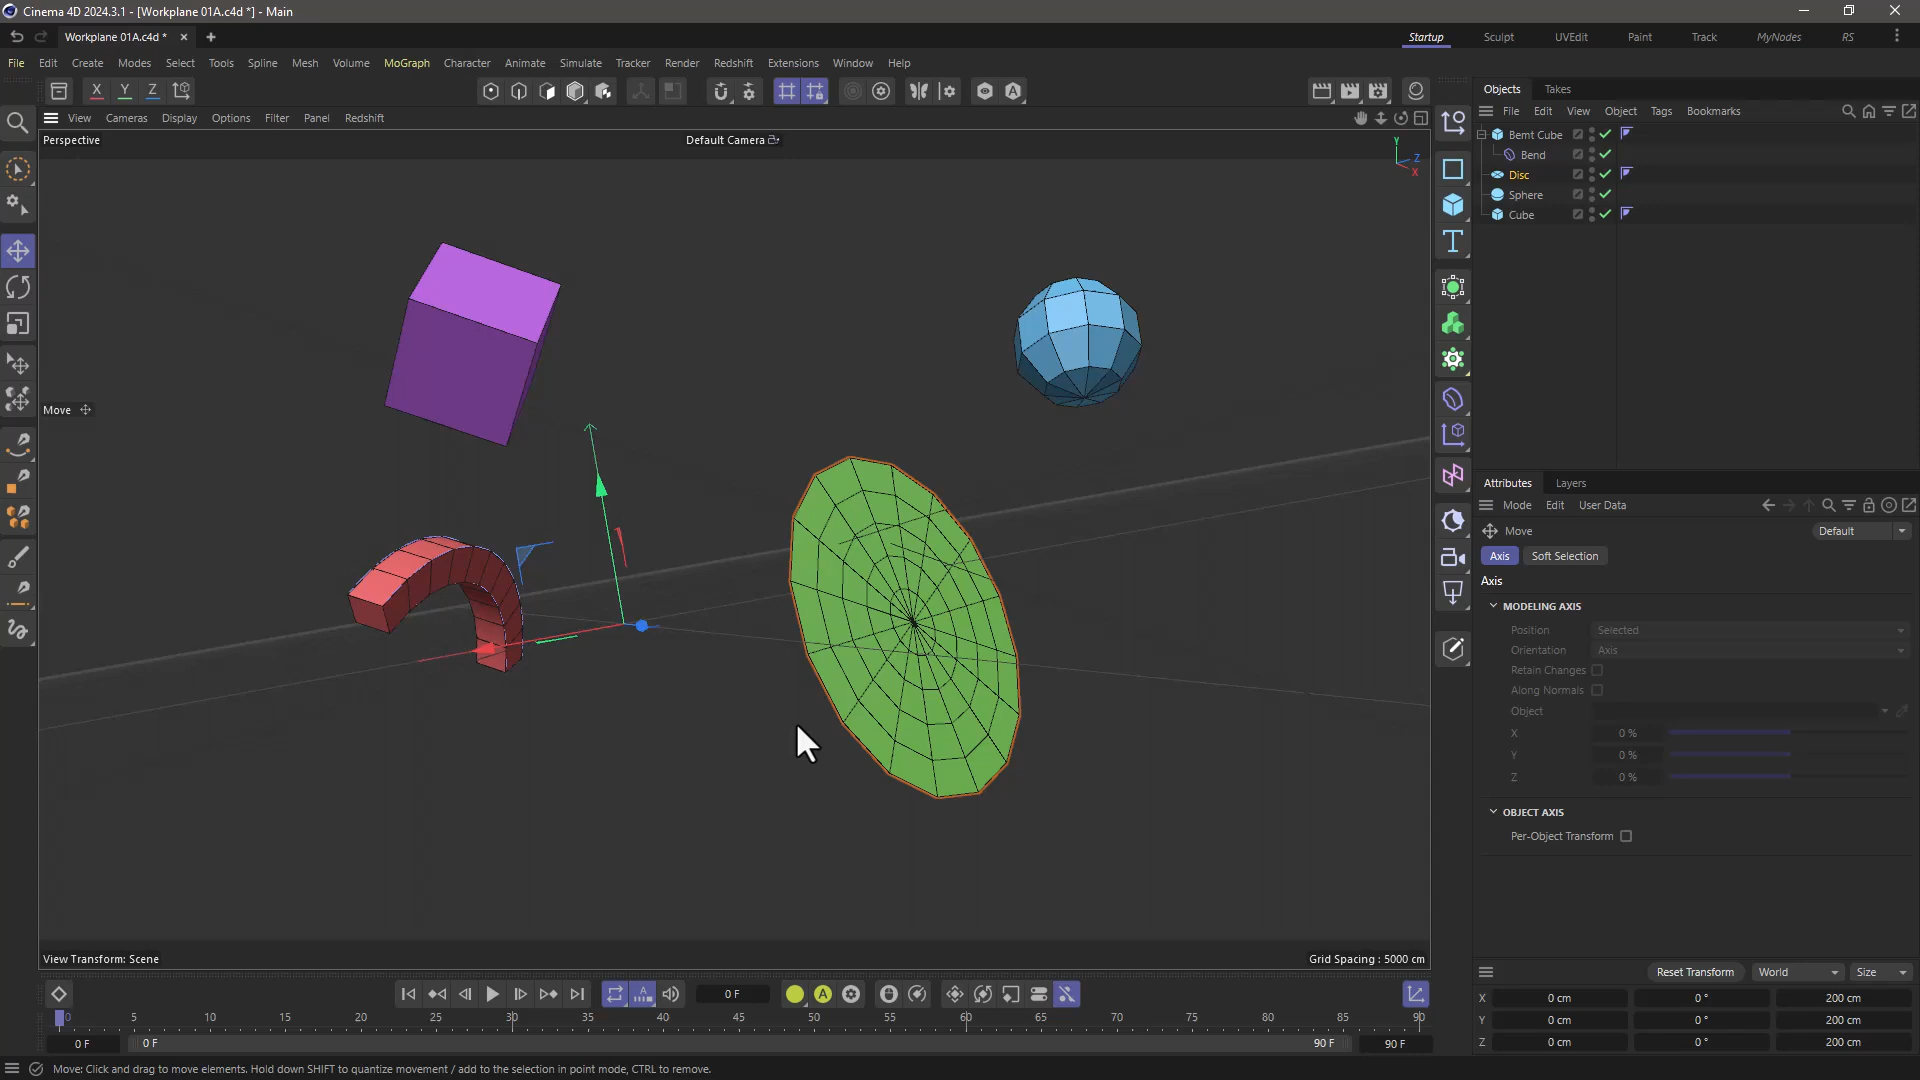 Cinema 4D 2024.3.1 - [Workplane 01A.c4d *] - Main
Workplane 01A.c4d *
Startup Sculpt UVEdit Paint Track MyNodes RS
File Edit Create Modes Select Tools Spline Mesh Volume MoGraph Character Animate Simulate Tracker Render Redshift Extensions Window Help
X Y Z
Objects Takes
File Edit View Object Tags Bookmarks
View Cameras Display Options Filter Panel Redshift
Perspective
Default Camera
Y
Z
X
Bemt Cube
Bend
Disc
Sphere
Cube
Move
Attributes Layers
Mode Edit User Data
Move
Default
Axis Soft Selection
Axis
MODELING AXIS
Position Selected
Orientation Axis
Retain Changes
Along Normals
Object
X 0 %
Y 0 %
Z 0 %
OBJECT AXIS
Per-Object Transform
View Transform: Scene
Grid Spacing : 5000 cm
Reset Transform World Size
0 F
X 0 cm 0 ° 200 cm
Y 0 cm 0 ° 200 cm
Z 0 cm 0 ° 200 cm
0 5 10 15 20 25 30 35 40 45 50 55 60 65 70 75 80 85 90
0 F 0 F 90 F 90 F
Move: Click and drag to move elements. Hold down SHIFT to quantize movement / add to the selection in point mode, CTRL to remove.